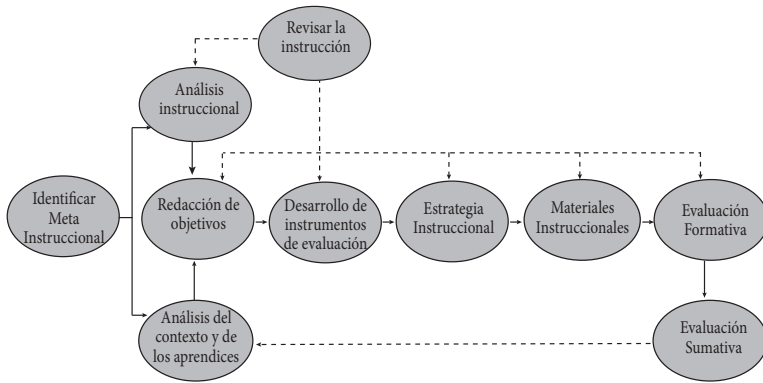 Revisar la
instrucción
Análisis
instruccional
Identificar
Meta
Instruccional
Redacción de
objetivos
Desarrollo de
instrumentos
de evaluación
Estrategia
Instruccional
Materiales
Instruccionales
Evaluación
Formativa
Análisis del
contexto y de
los aprendices
Evaluación
Sumativa